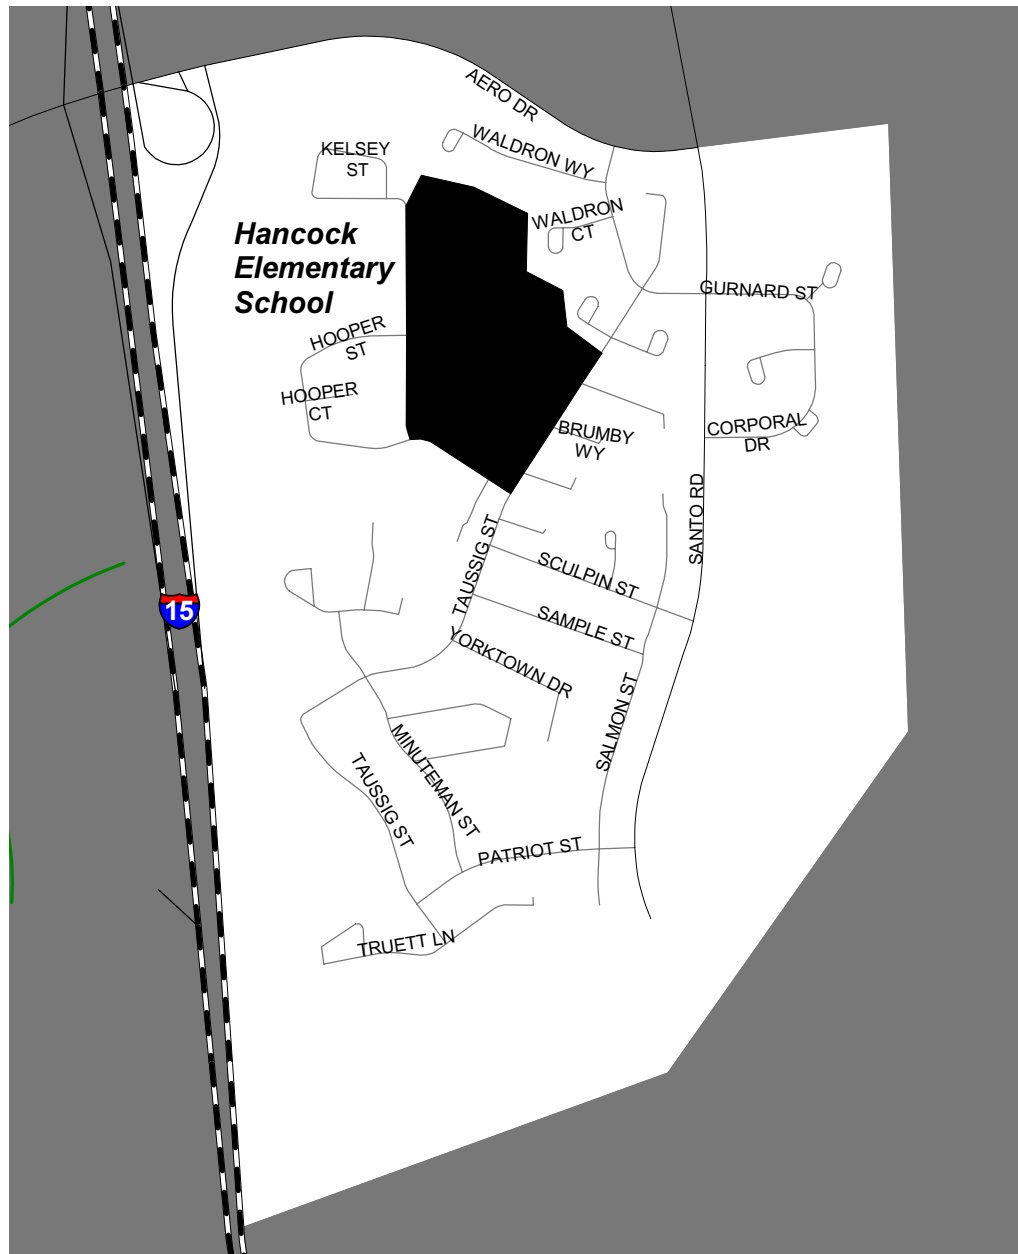 AERO DR
WALDRON WY
KELSEY
ST
WALDRON
CT
Hancock
Elementary
School
GURNARD ST
HOOPER
ST
HOOPER
CT
CORPORAL
DR
BRUMBY
WY
SANTO RD
TAUSSIG ST
SCULPIN ST
15
SAMPLE ST
YORKTOWN DR
SALMON ST
MINUTEMAN ST
TAUSSIG ST
PATRIOT ST
TRUETT LN